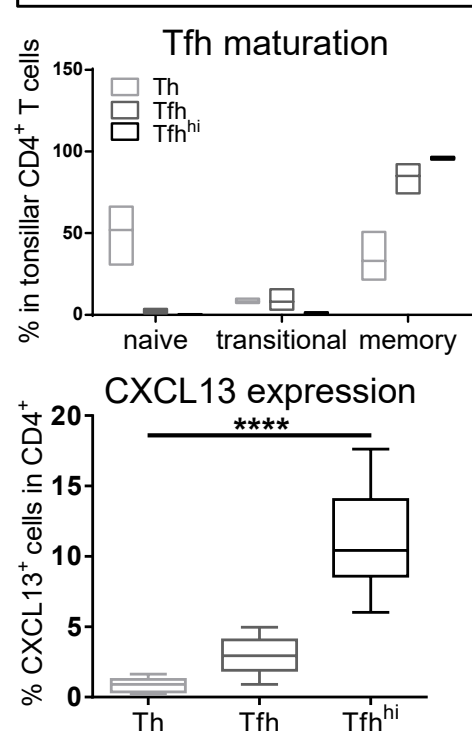 Tfh maturation
% in tonsillar CD4⁺ T cells
150
100
50
0
Th
Tfh
Tfhʰⁱ
naive transitional memory
CXCL13 expression
% CXCL13⁺ cells in CD4⁺
20
15
10
5
0
****
Th Tfh Tfhʰⁱ